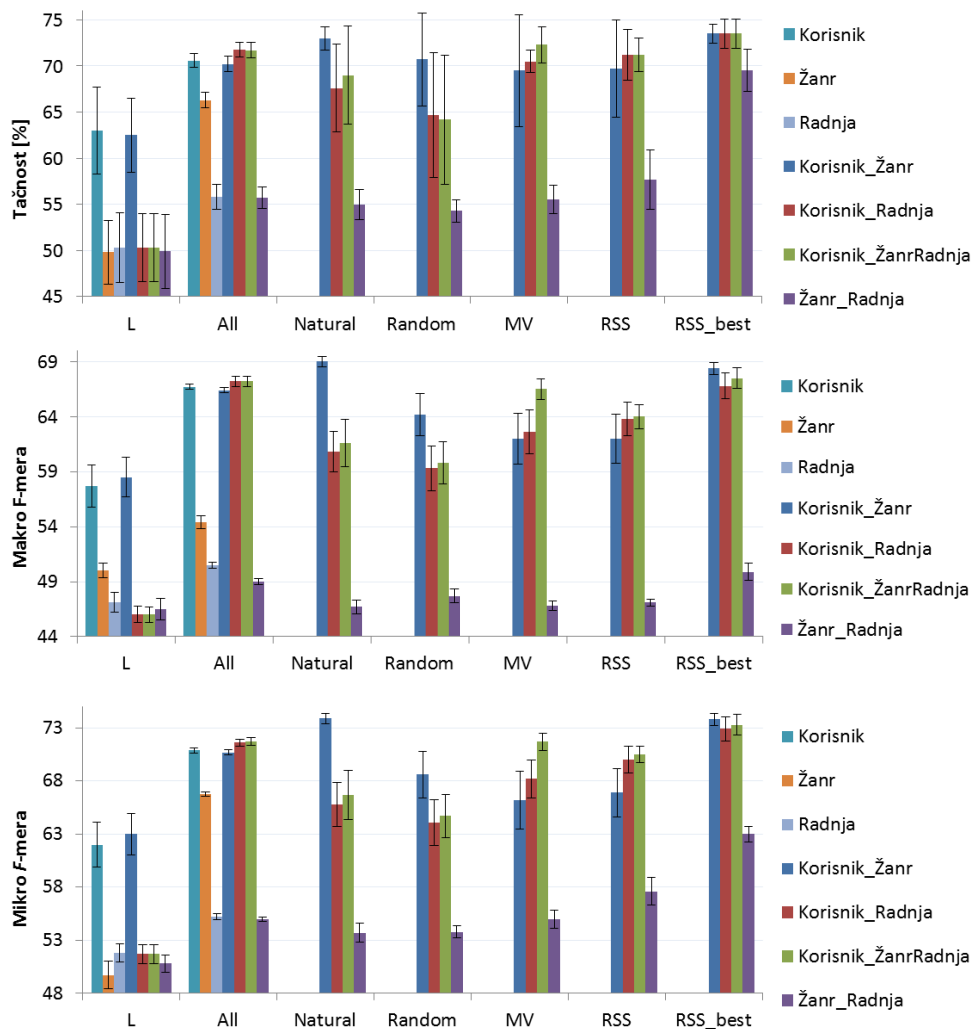 Tačnost [%]
75
70
65
60
55
50
45
L All Natural Random MV RSS RSS_best
Korisnik
Žanr
Radnja
Korisnik_Žanr
Korisnik_Radnja
Korisnik_ŽanrRadnja
Žanr_Radnja
Makro F-mera
69
64
59
54
49
44
L All Natural Random MV RSS RSS_best
Korisnik
Žanr
Radnja
Korisnik_Žanr
Korisnik_Radnja
Korisnik_ŽanrRadnja
Žanr_Radnja
Mikro F-mera
73
68
63
58
53
48
L All Natural Random MV RSS RSS_best
Korisnik
Žanr
Radnja
Korisnik_Žanr
Korisnik_Radnja
Korisnik_ŽanrRadnja
Žanr_Radnja